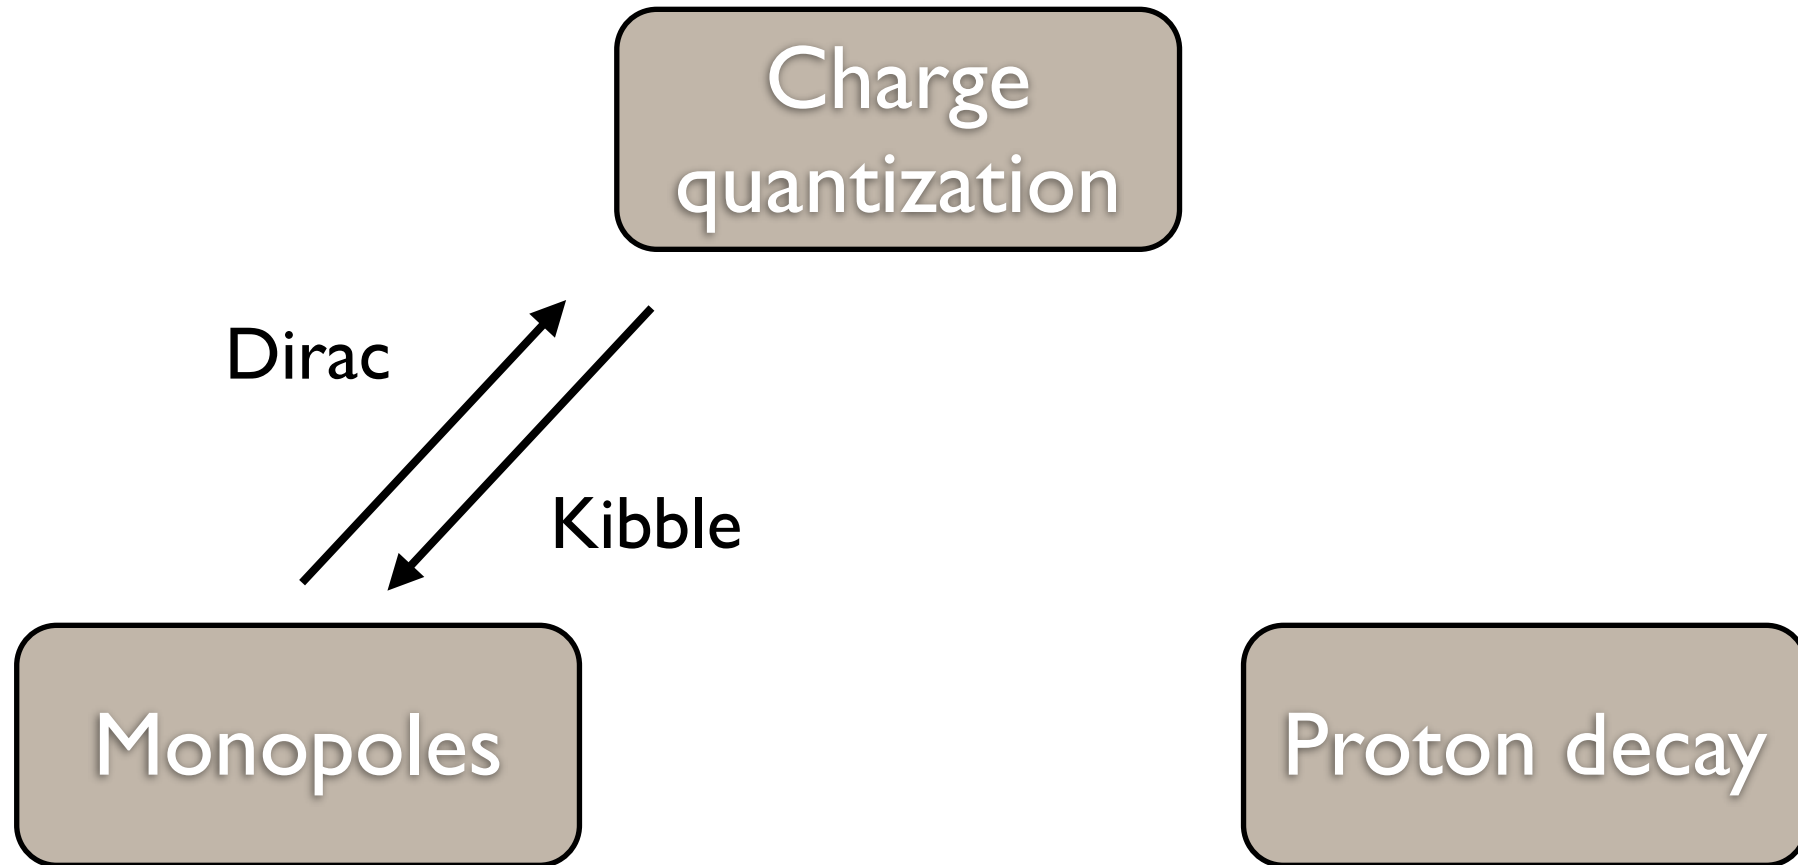 Charge
quantization
Dirac
Kibble
Monopoles
Proton decay